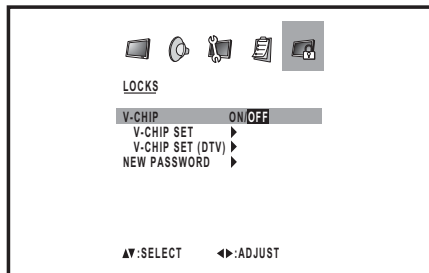 LOCKS
V-CHIP ON/OFF
V-CHIP SET ▶
V-CHIP SET (DTV) ▶
NEW PASSWORD ▶
▲▼:SELECT ◀▶:ADJUST